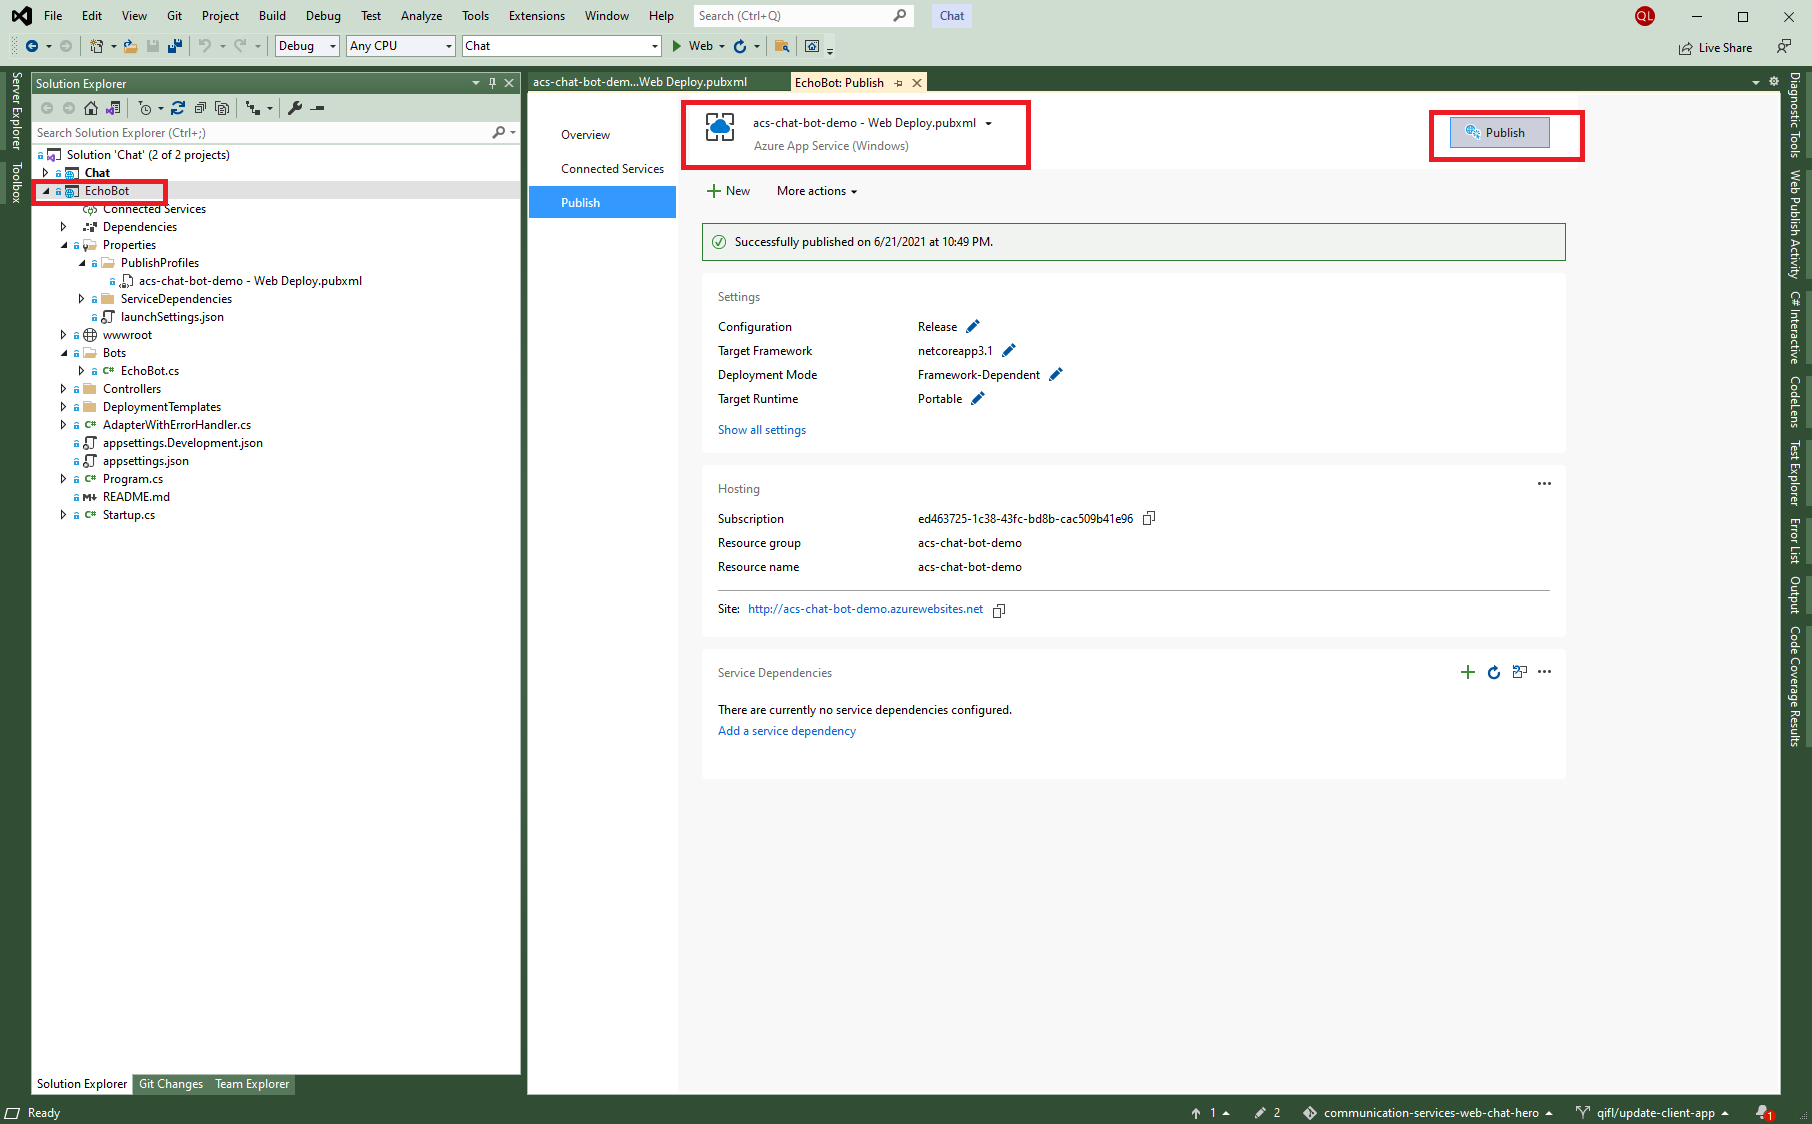 File Edit View Git Project Build Debug Test Analyze Tools Extensions Window Help Search (Ctrl+Q) Chat QL
Debug Any CPU Chat Web Live Share
Server Explorer
Toolbox
Solution Explorer
Search Solution Explorer (Ctrl+;)
Solution 'Chat' (2 of 2 projects)
Chat
EchoBot
Connected Services
Dependencies
Properties
PublishProfiles
acs-chat-bot-demo - Web Deploy.pubxml
ServiceDependencies
launchSettings.json
wwwroot
Bots
C# EchoBot.cs
Controllers
DeploymentTemplates
C# AdapterWithErrorHandler.cs
appsettings.Development.json
appsettings.json
C# Program.cs
README.md
C# Startup.cs
Solution Explorer Git Changes Team Explorer
acs-chat-bot-dem...Web Deploy.pubxml EchoBot: Publish
Overview
Connected Services
Publish
acs-chat-bot-demo - Web Deploy.pubxml
Azure App Service (Windows)
Publish
New More actions
Successfully published on 6/21/2021 at 10:49 PM.
Settings
Configuration Release
Target Framework netcoreapp3.1
Deployment Mode Framework-Dependent
Target Runtime Portable
Show all settings
Hosting
Subscription ed463725-1c38-43fc-bd8b-cac509b41e96
Resource group acs-chat-bot-demo
Resource name acs-chat-bot-demo
Site: http://acs-chat-bot-demo.azurewebsites.net
Service Dependencies
There are currently no service dependencies configured.
Add a service dependency
Diagnostic Tools
Web Publish Activity
C# Interactive
CodeLens
Test Explorer
Error List
Output
Code Coverage Results
Ready 1 2 communication-services-web-chat-hero qifl/update-client-app 1